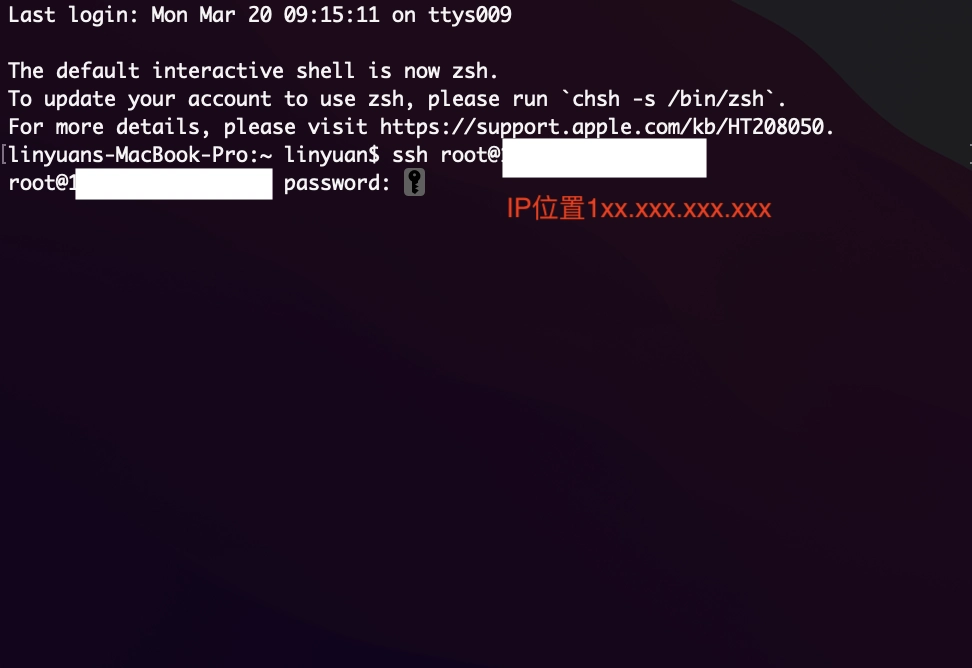 Last login: Mon Mar 20 09:15:11 on ttys009
The default interactive shell is now zsh.
To update your account to use zsh, please run `chsh -s /bin/zsh`.
For more details, please visit https://support.apple.com/kb/HT208050.
[linyuans-MacBook-Pro:~ linyuan$ ssh root@
root@1 password:
IP位置1xx.xxx.xxx.xxx